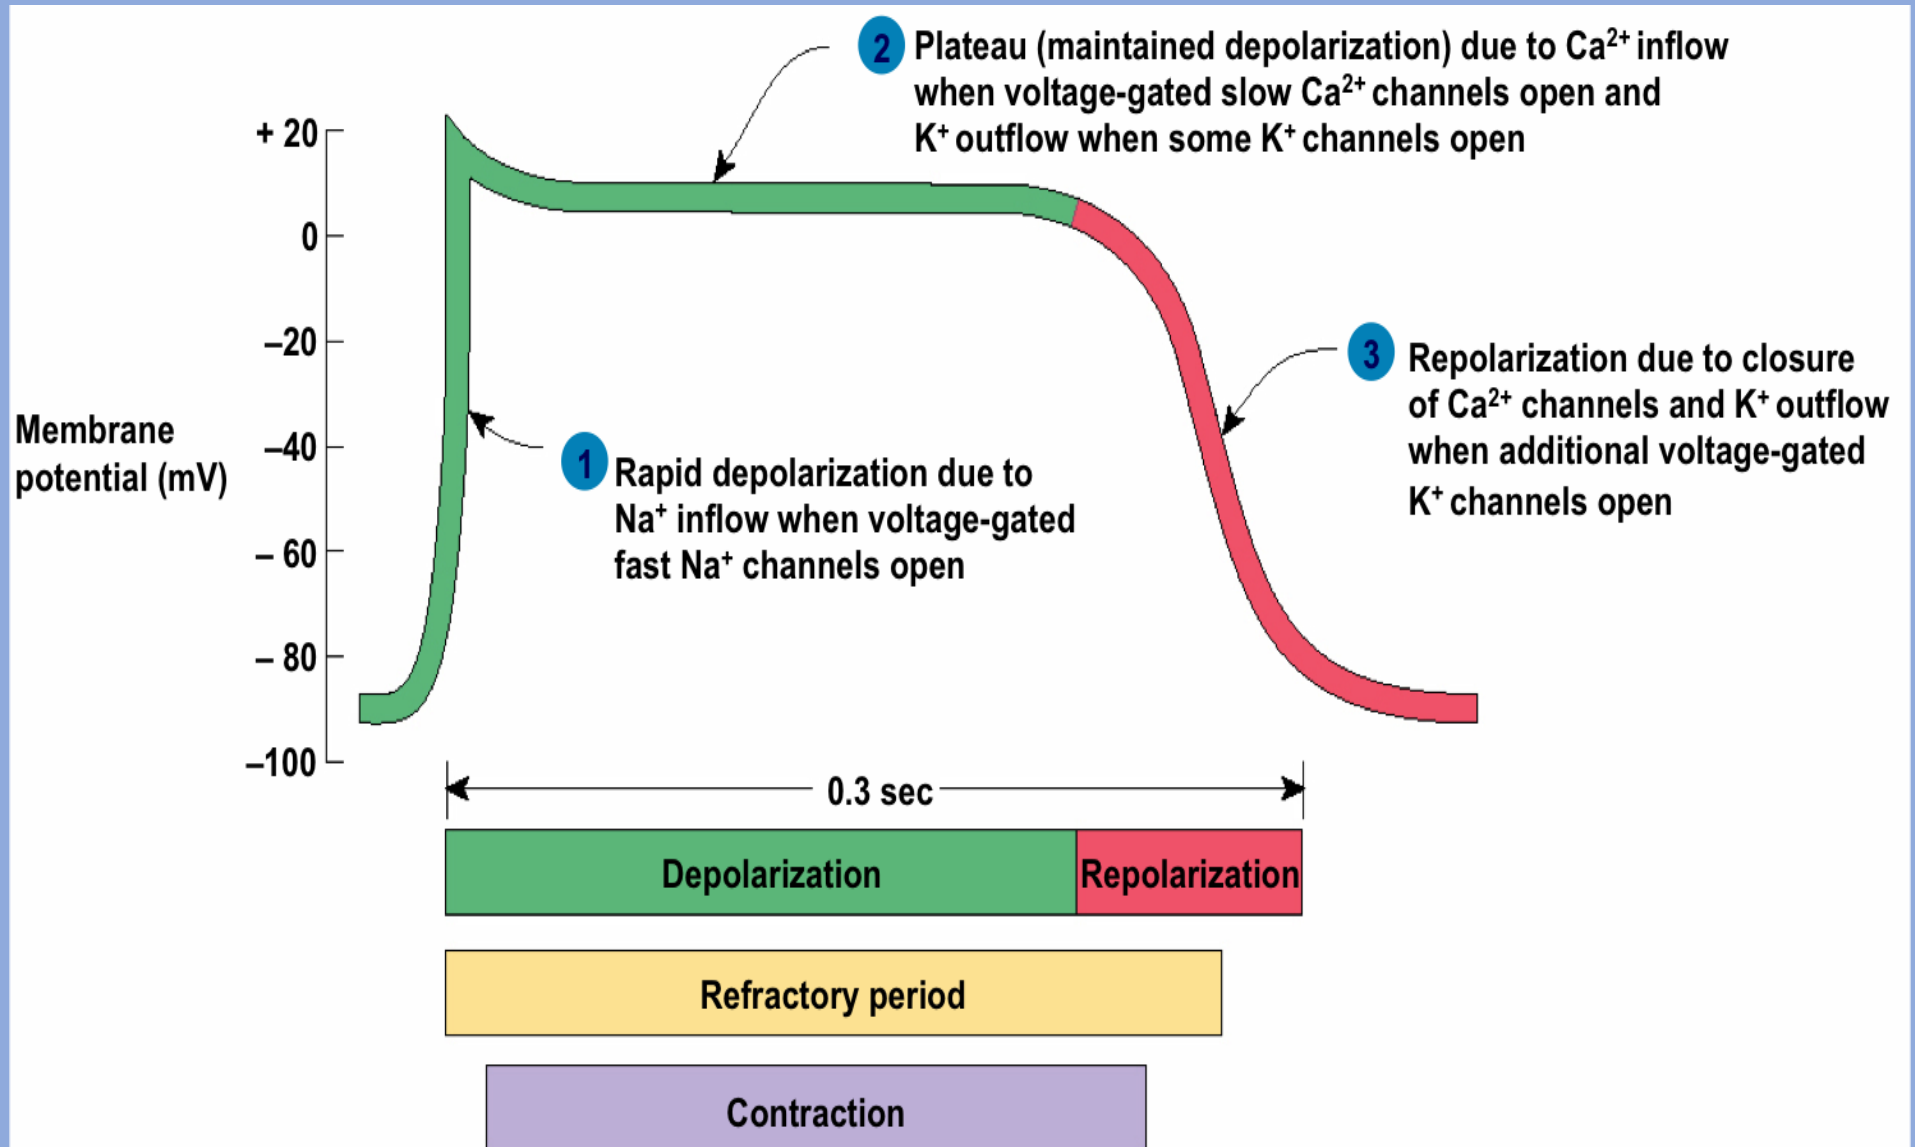 2 Plateau (maintained depolarization) due to Ca²⁺ inflow
when voltage-gated slow Ca²⁺ channels open and
K⁺ outflow when some K⁺ channels open
+ 20
0
–20
–40
– 60
– 80
–100
Membrane
potential (mV)
3 Repolarization due to closure
of Ca²⁺ channels and K⁺ outflow
when additional voltage-gated
K⁺ channels open
1 Rapid depolarization due to
Na⁺ inflow when voltage-gated
fast Na⁺ channels open
0.3 sec
Depolarization
Repolarization
Refractory period
Contraction